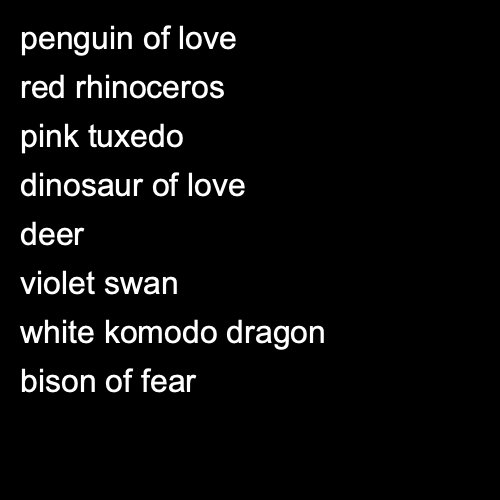 penguin of love
red rhinoceros
pink tuxedo
dinosaur of love
deer
violet swan
white komodo dragon
bison of fear